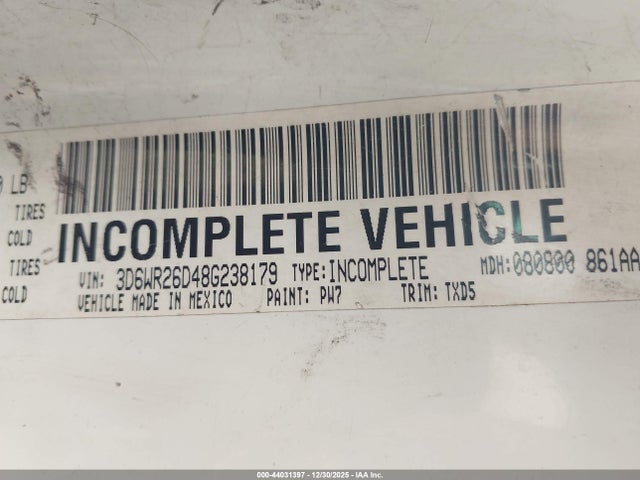 0 LB
TIRES
COLD
TIRES
COLD
INCOMPLETE VEHICLE
VIN: 3D6WR26D48G238179 TYPE:INCOMPLETE MDH:080800 861AA
VEHICLE MADE IN MEXICO PAINT: PW7 TRIM: TXD5
000-44031397 - 12/30/2025 - IAA Inc.